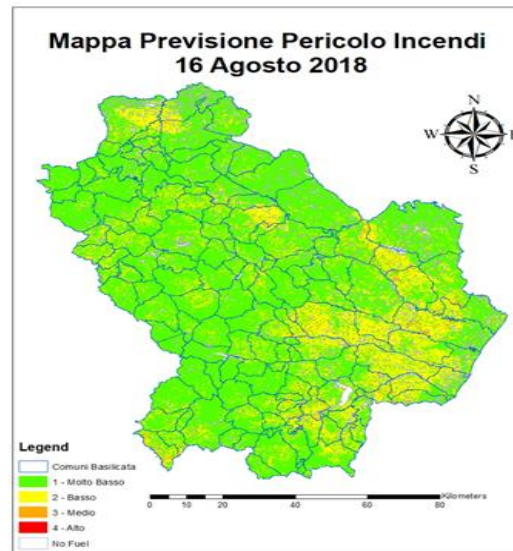 Mappa Previsione Pericolo Incendi
16 Agosto 2018
N
W E
S
Legend
Comuni Basilicata
1 - Molto Basso
2 - Basso
3 - Medio
4 - Alto
No Fuel
Kilometers
0 10 20 40 60 80